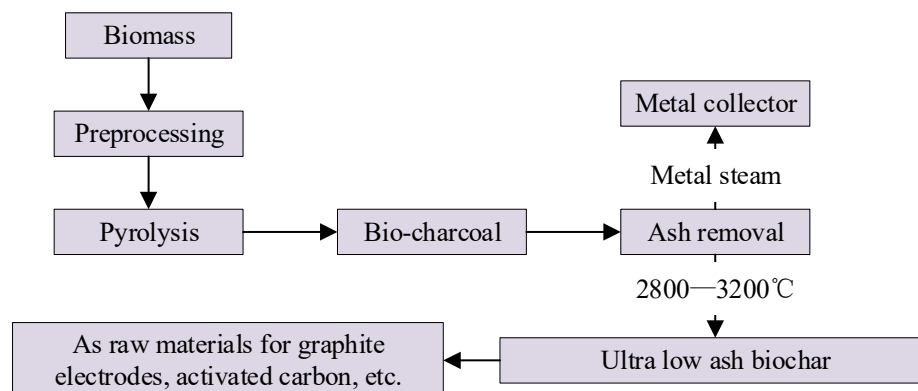 Biomass
Preprocessing
Pyrolysis
Bio-charcoal
Metal collector
Metal steam
Ash removal
2800—3200℃
Ultra low ash biochar
As raw materials for graphite
electrodes, activated carbon, etc.